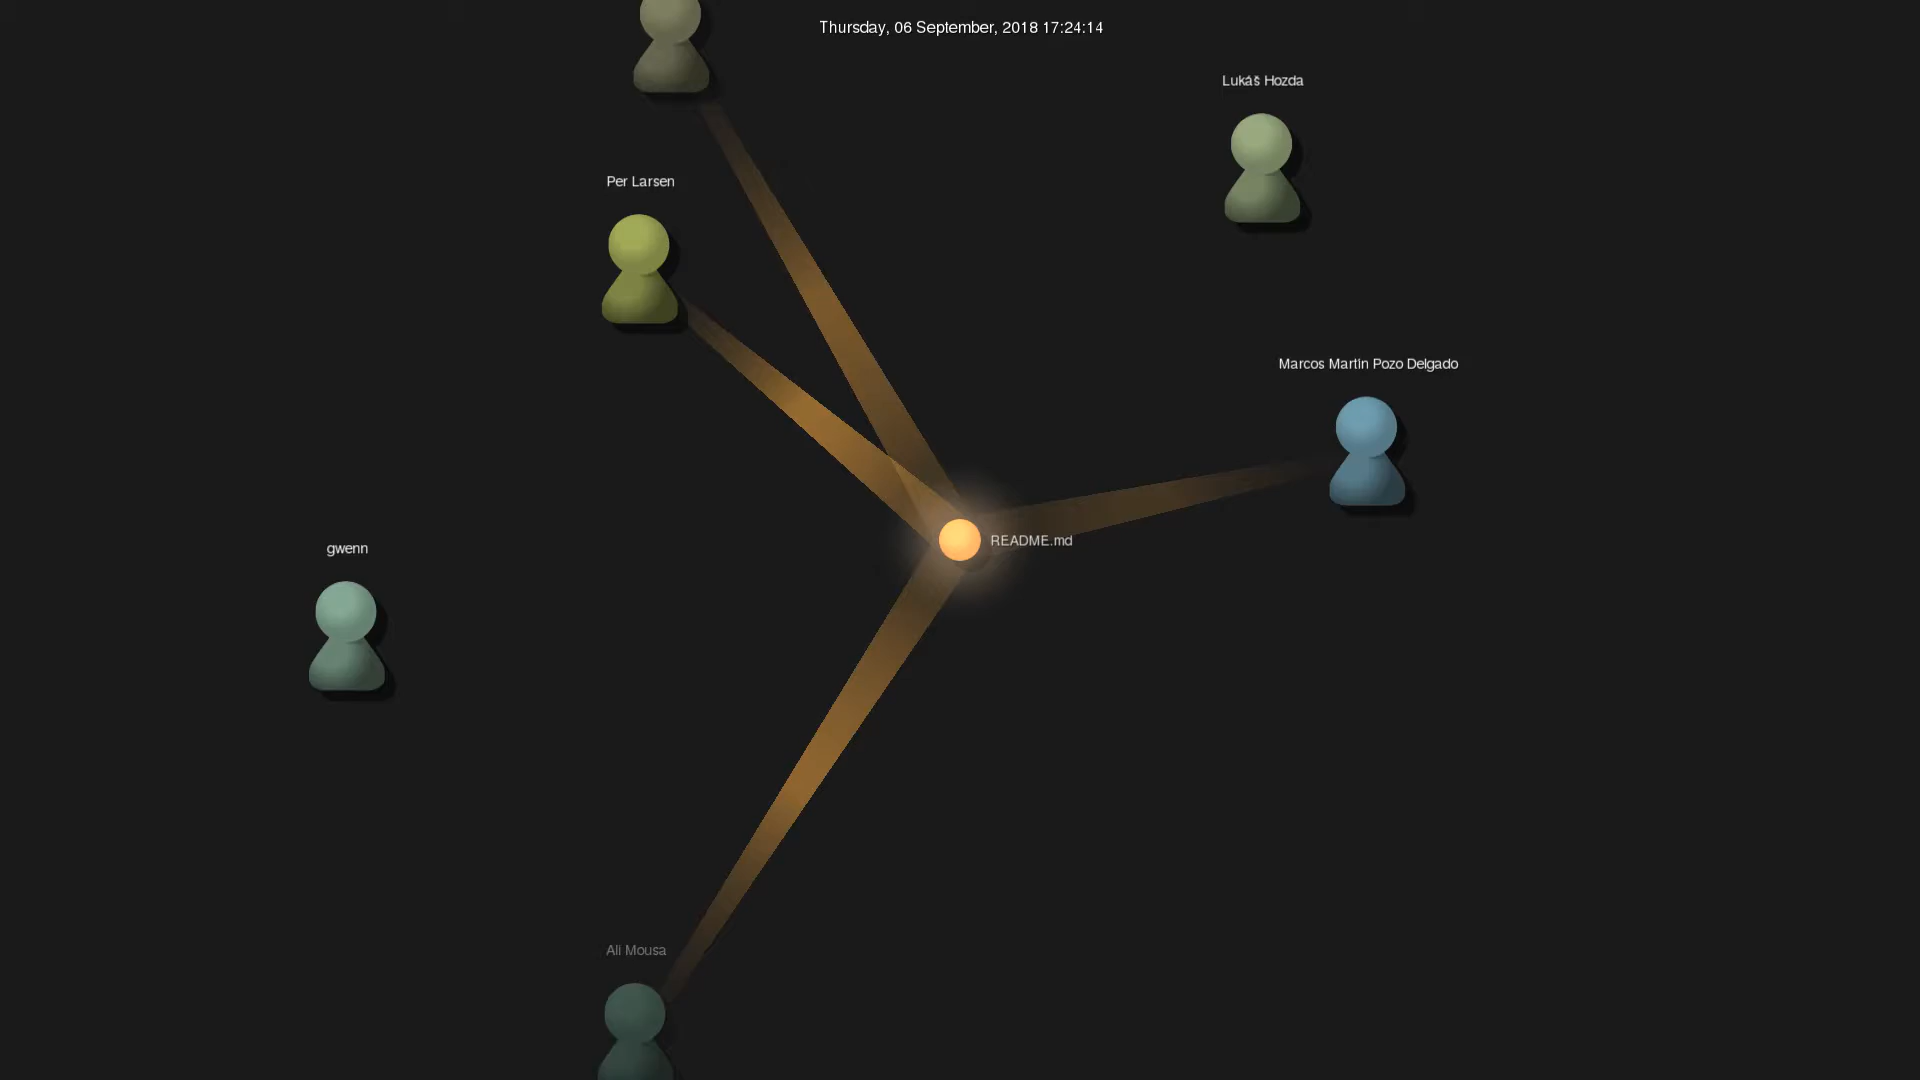 Thursday, 06 September, 2018 17:24:14
Lukáš Hozda
Per Larsen
Marcos Martin Pozo Delgado
README.md
gwenn
Ali Mousa